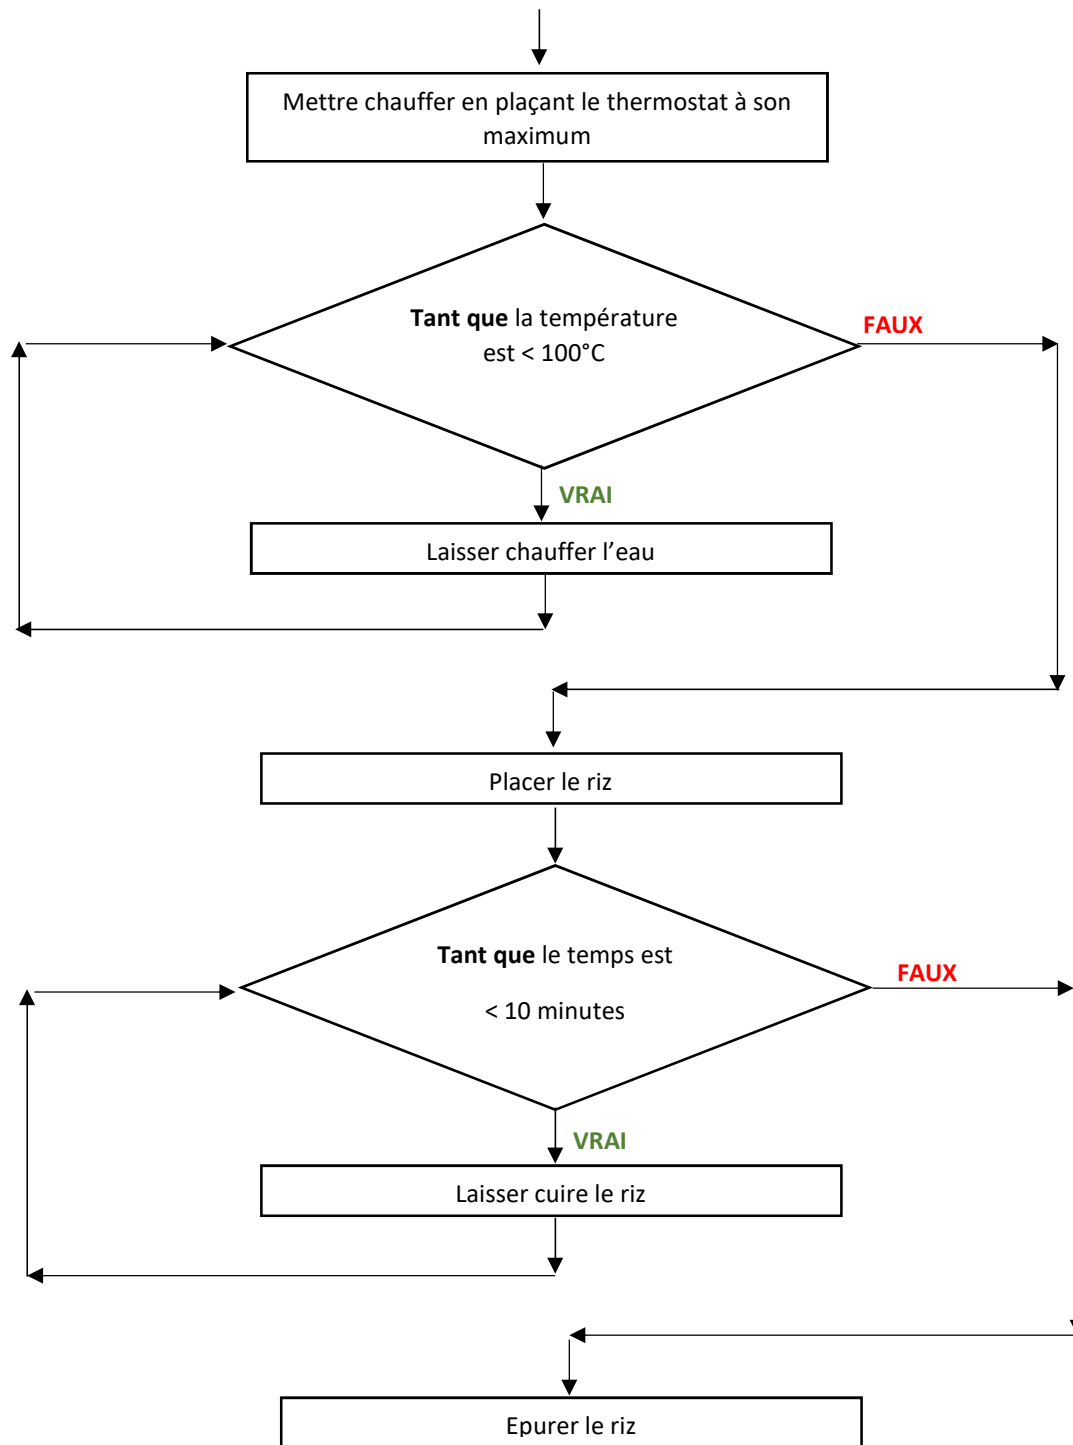 Mettre chauffer en plaçant le thermostat à son
maximum
Tant que la température
est < 100°C
FAUX
VRAI
Laisser chauffer l’eau
Placer le riz
Tant que le temps est
< 10 minutes
FAUX
VRAI
Laisser cuire le riz
Epurer le riz